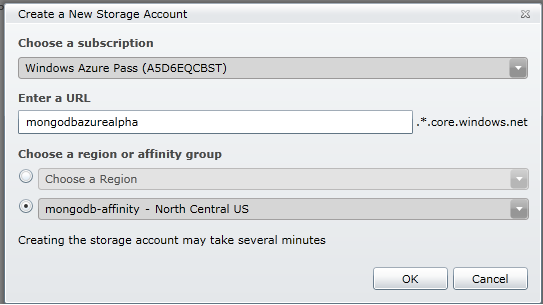 Create a New Storage Account
Choose a subscription
Windows Azure Pass (A5D6EQCBST)
Enter a URL
mongodbazurealpha .*.core.windows.net
Choose a region or affinity group
Choose a Region
mongodb-affinity - North Central US
Creating the storage account may take several minutes
OK Cancel